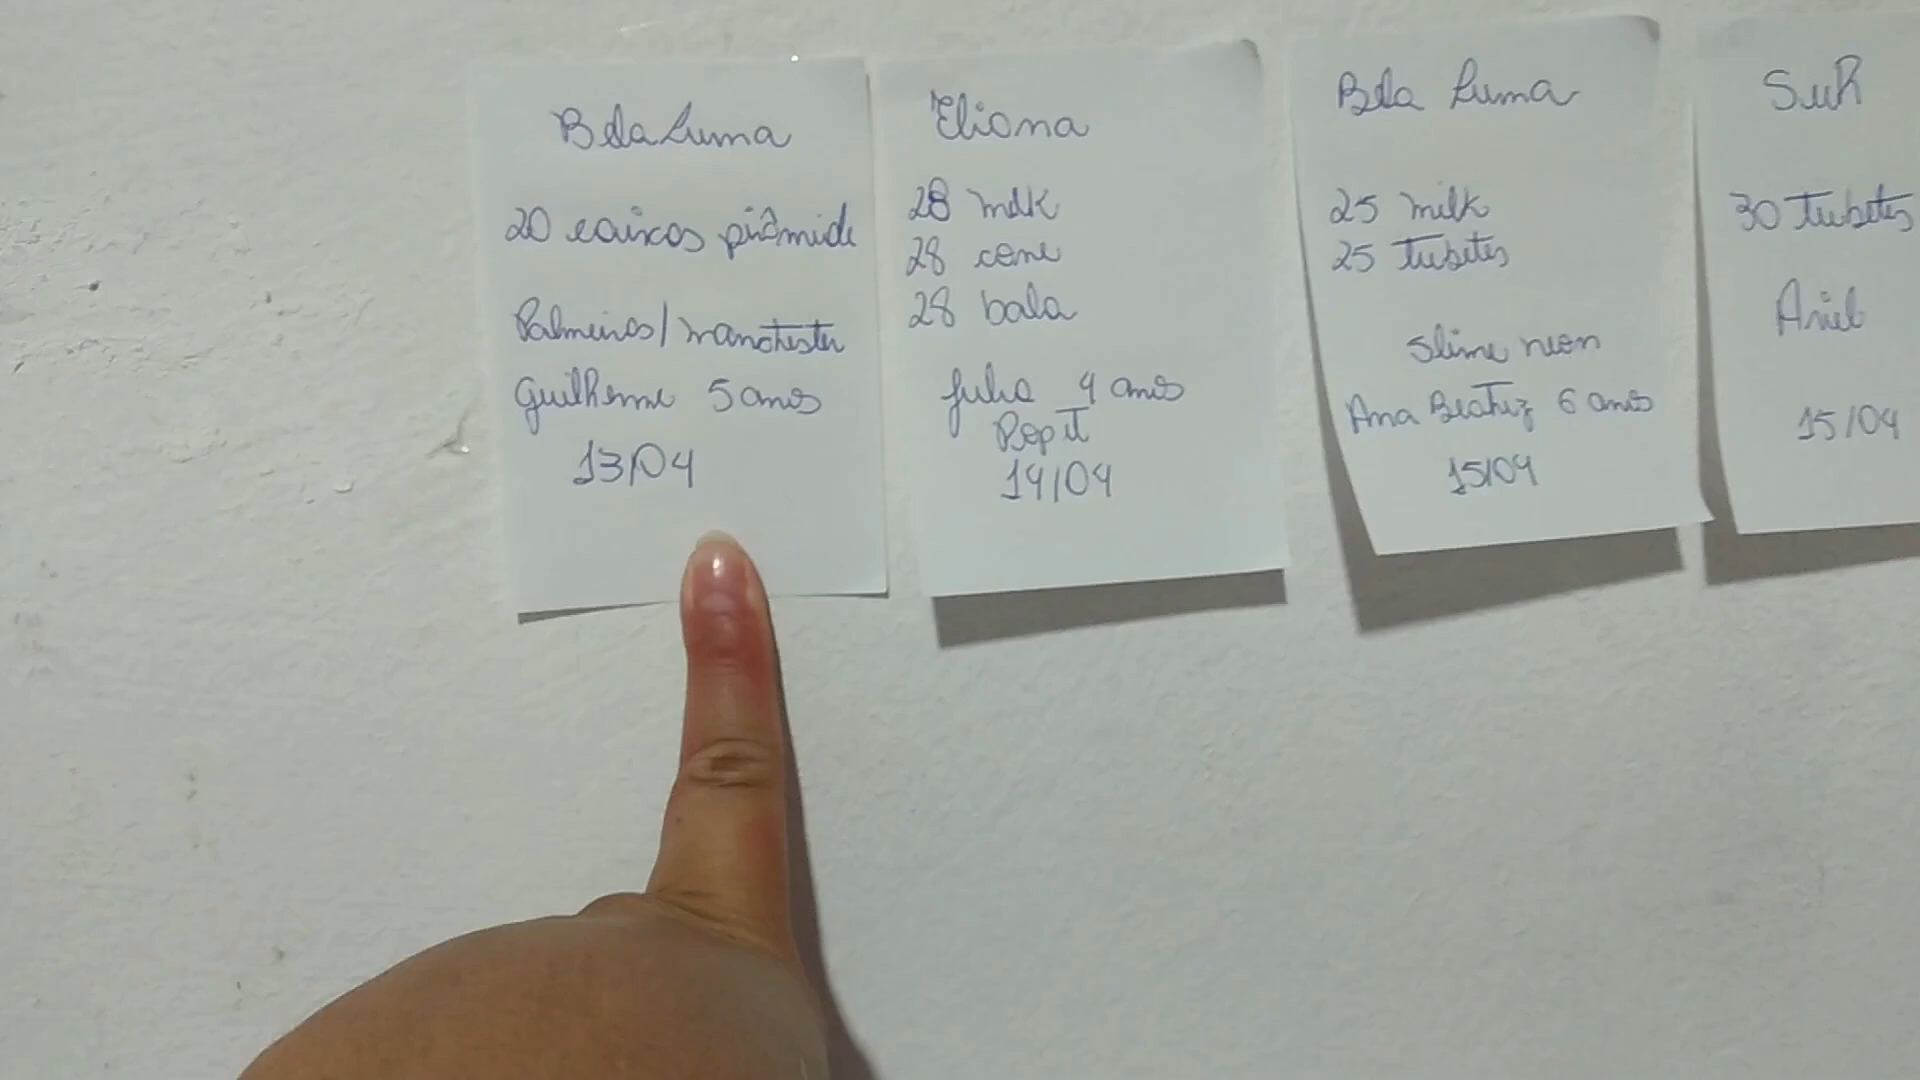 Bela Luma
20 caixas pirâmide
Palmeiras/manchester
Guilherme 5 anos
13/04
Eliana
28 milk
28 cone
28 bala
Julia 4 anos
Pop it
14/04
Bela Luma
25 milk
25 tubetes
Slime neon
Ana Beatriz 6 anos
15/04
30 tubetes
Ariel
15/04